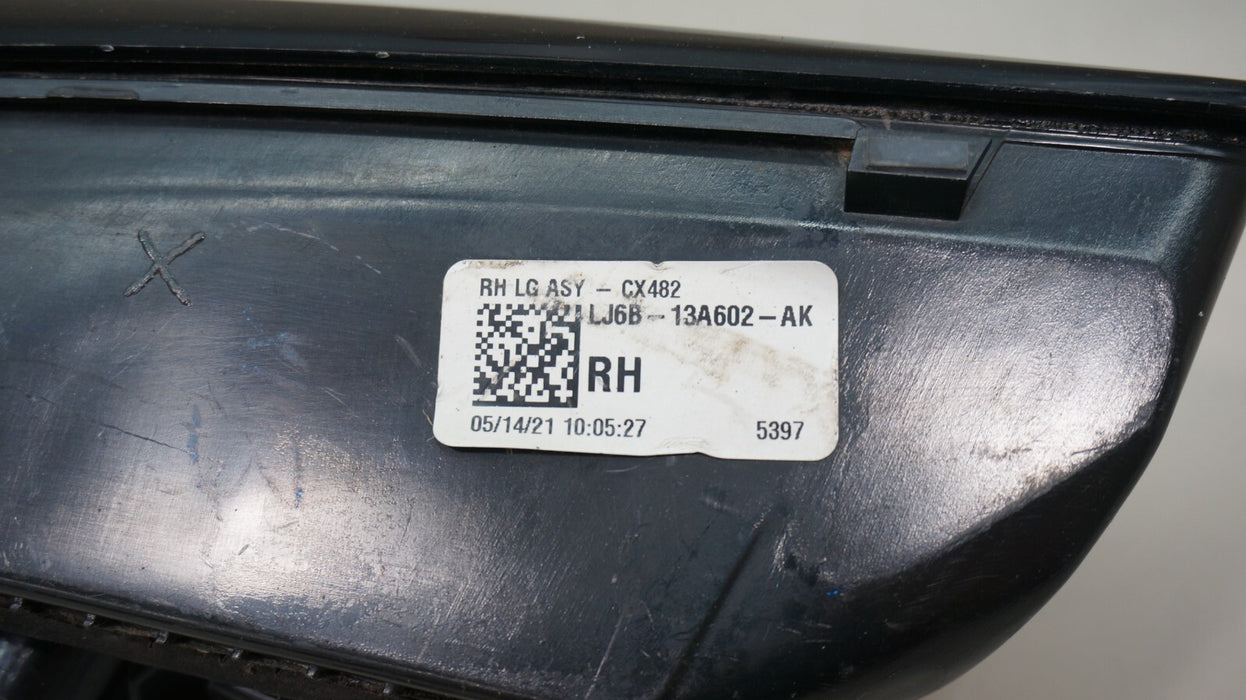 RH LG ASY – CX482
LJ6B – 13A602 – AK
RH
05/14/21 10:05:27 5397
X